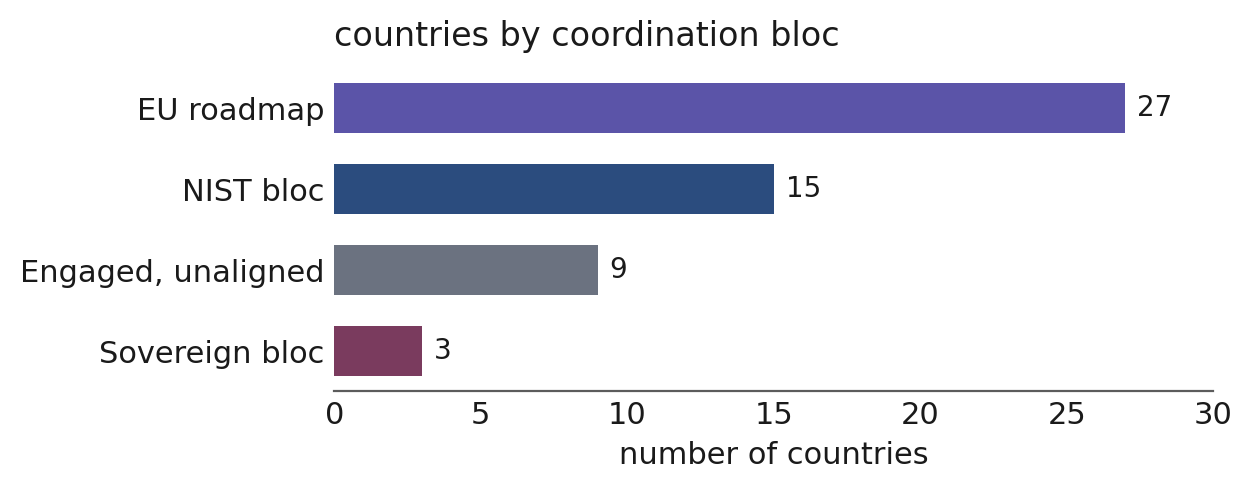 countries by coordination bloc
EU roadmap 27
NIST bloc 15
Engaged, unaligned 9
Sovereign bloc 3
0 5 10 15 20 25 30
number of countries